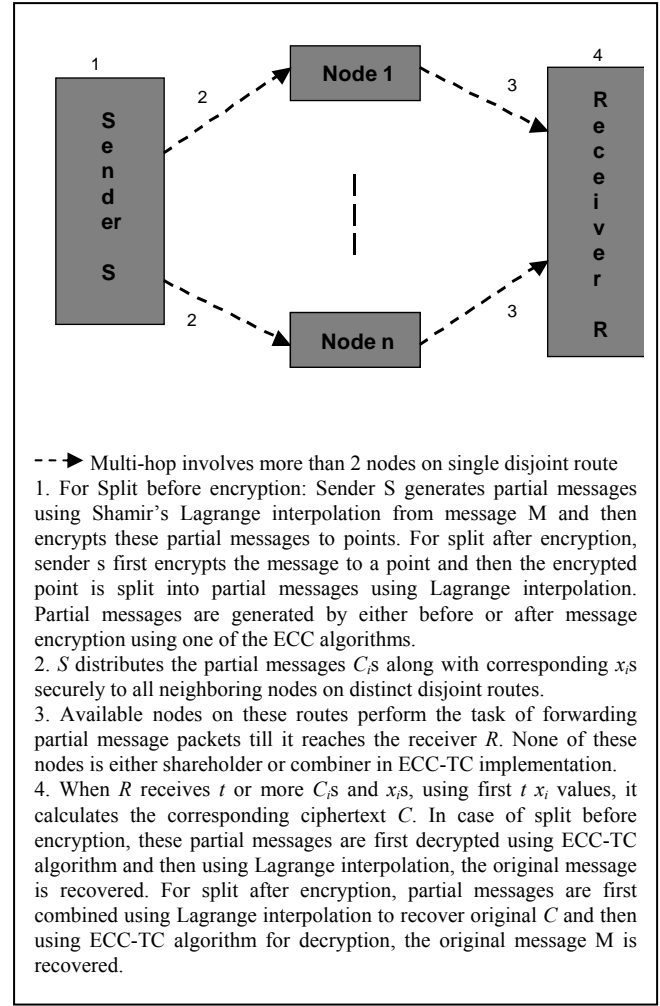 1
4
Node 1
2
3
S
e
n
d
er
S
R
e
c
e
i
v
e
r
R
2
3
Node n
Multi-hop involves more than 2 nodes on single disjoint route
1. For Split before encryption: Sender S generates partial messages
using Shamir's Lagrange interpolation from message M and then
encrypts these partial messages to points. For split after encryption,
sender s first encrypts the message to a point and then the encrypted
point is split into partial messages using Lagrange interpolation.
Partial messages are generated by either before or after message
encryption using one of the ECC algorithms.
2. S distributes the partial messages Cis along with corresponding xis
securely to all neighboring nodes on distinct disjoint routes.
3. Available nodes on these routes perform the task of forwarding
partial message packets till it reaches the receiver R. None of these
nodes is either shareholder or combiner in ECC-TC implementation.
4. When R receives t or more Cis and xis, using first t xi values, it
calculates the corresponding ciphertext C. In case of split before
encryption, these partial messages are first decrypted using ECC-TC
algorithm and then using Lagrange interpolation, the original message
is recovered. For split after encryption, partial messages are first
combined using Lagrange interpolation to recover original C and then
using ECC-TC algorithm for decryption, the original message M is
recovered.